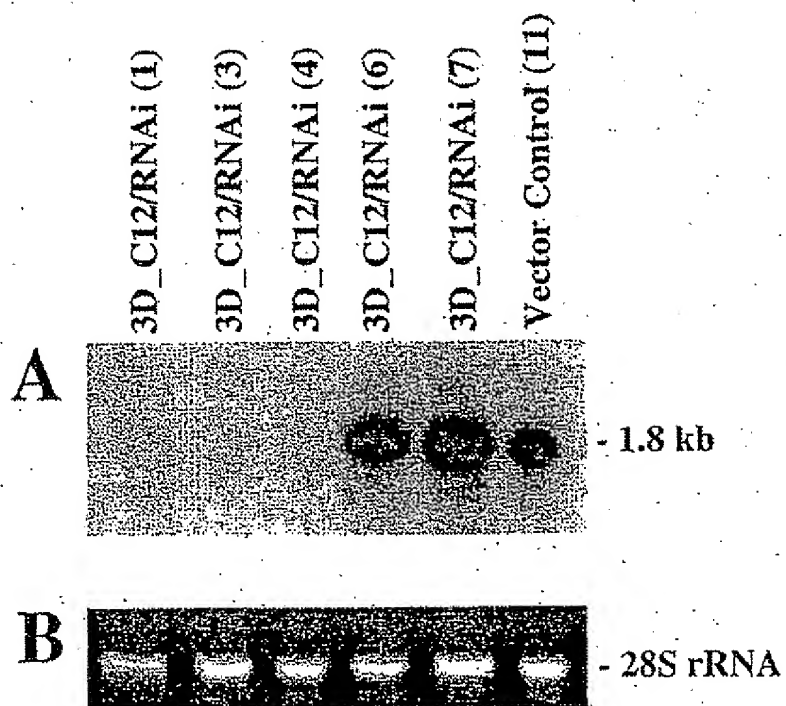 3D_C12/RNAi (1)
3D_C12/RNAi (3)
3D_C12/RNAi (4)
3D_C12/RNAi (6)
3D_C12/RNAi (7)
Vector Control (11)
A
- 1.8 kb
B
- 28S rRNA